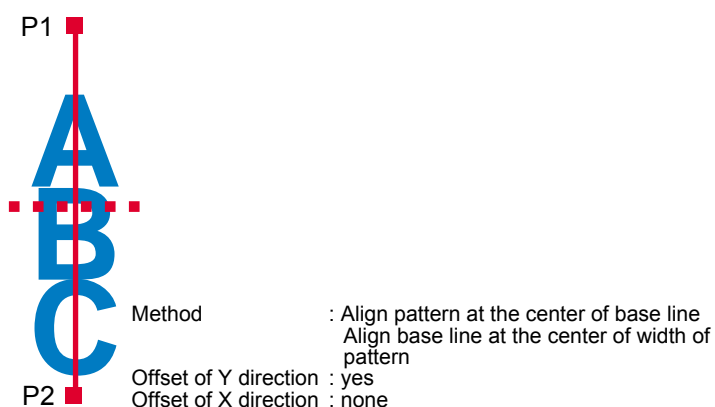 P1
A
B
C
Method : Align pattern at the center of base line
Align base line at the center of width of
pattern
Offset of Y direction : yes
P2
Offset of X direction : none